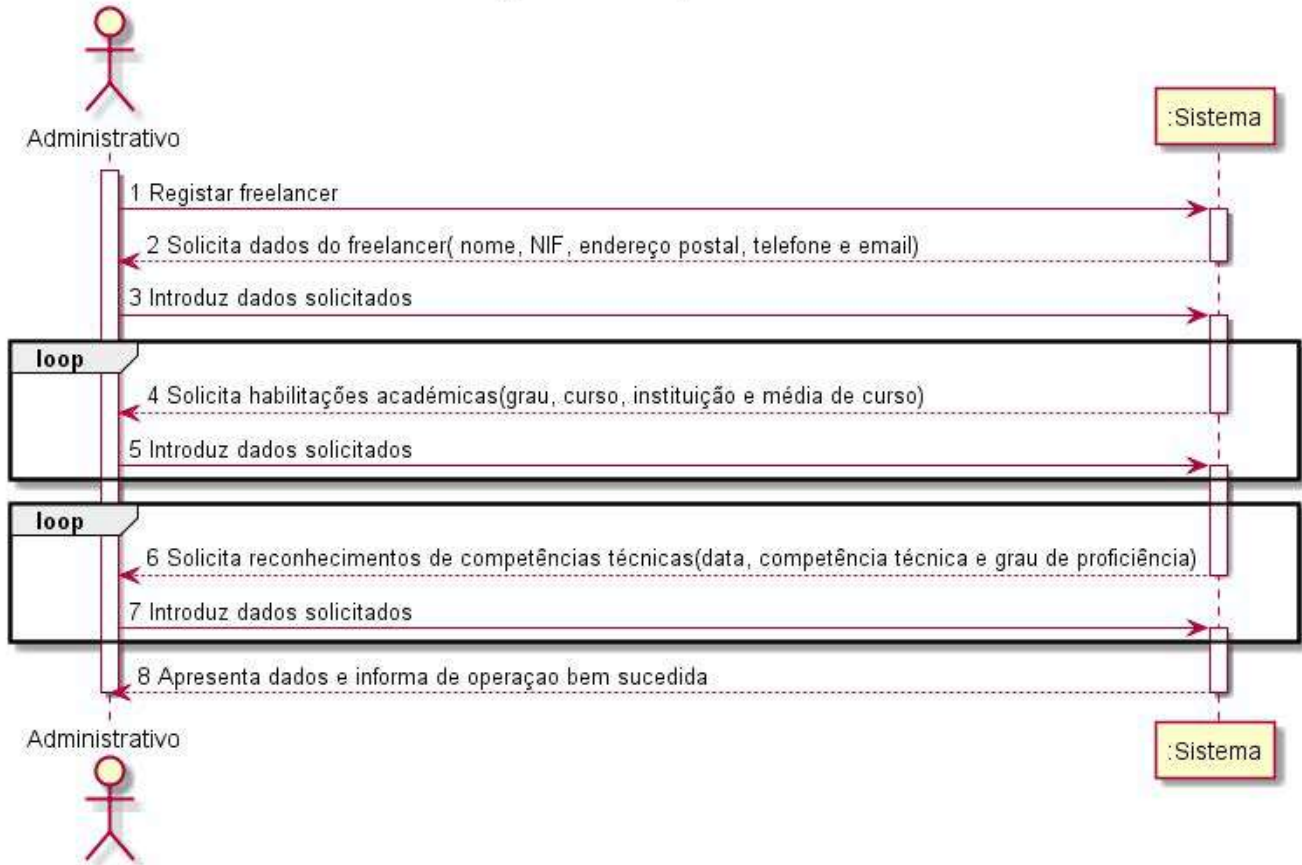 Administrativo
:Sistema
1 Registar freelancer
2 Solicita dados do freelancer( nome, NIF, endereço postal, telefone e email)
3 Introduz dados solicitados
loop
4 Solicita habilitações académicas(grau, curso, instituição e média de curso)
5 Introduz dados solicitados
loop
6 Solicita reconhecimentos de competências técnicas(data, competência técnica e grau de proficiência)
7 Introduz dados solicitados
8 Apresenta dados e informa de operaçao bem sucedida
Administrativo
:Sistema